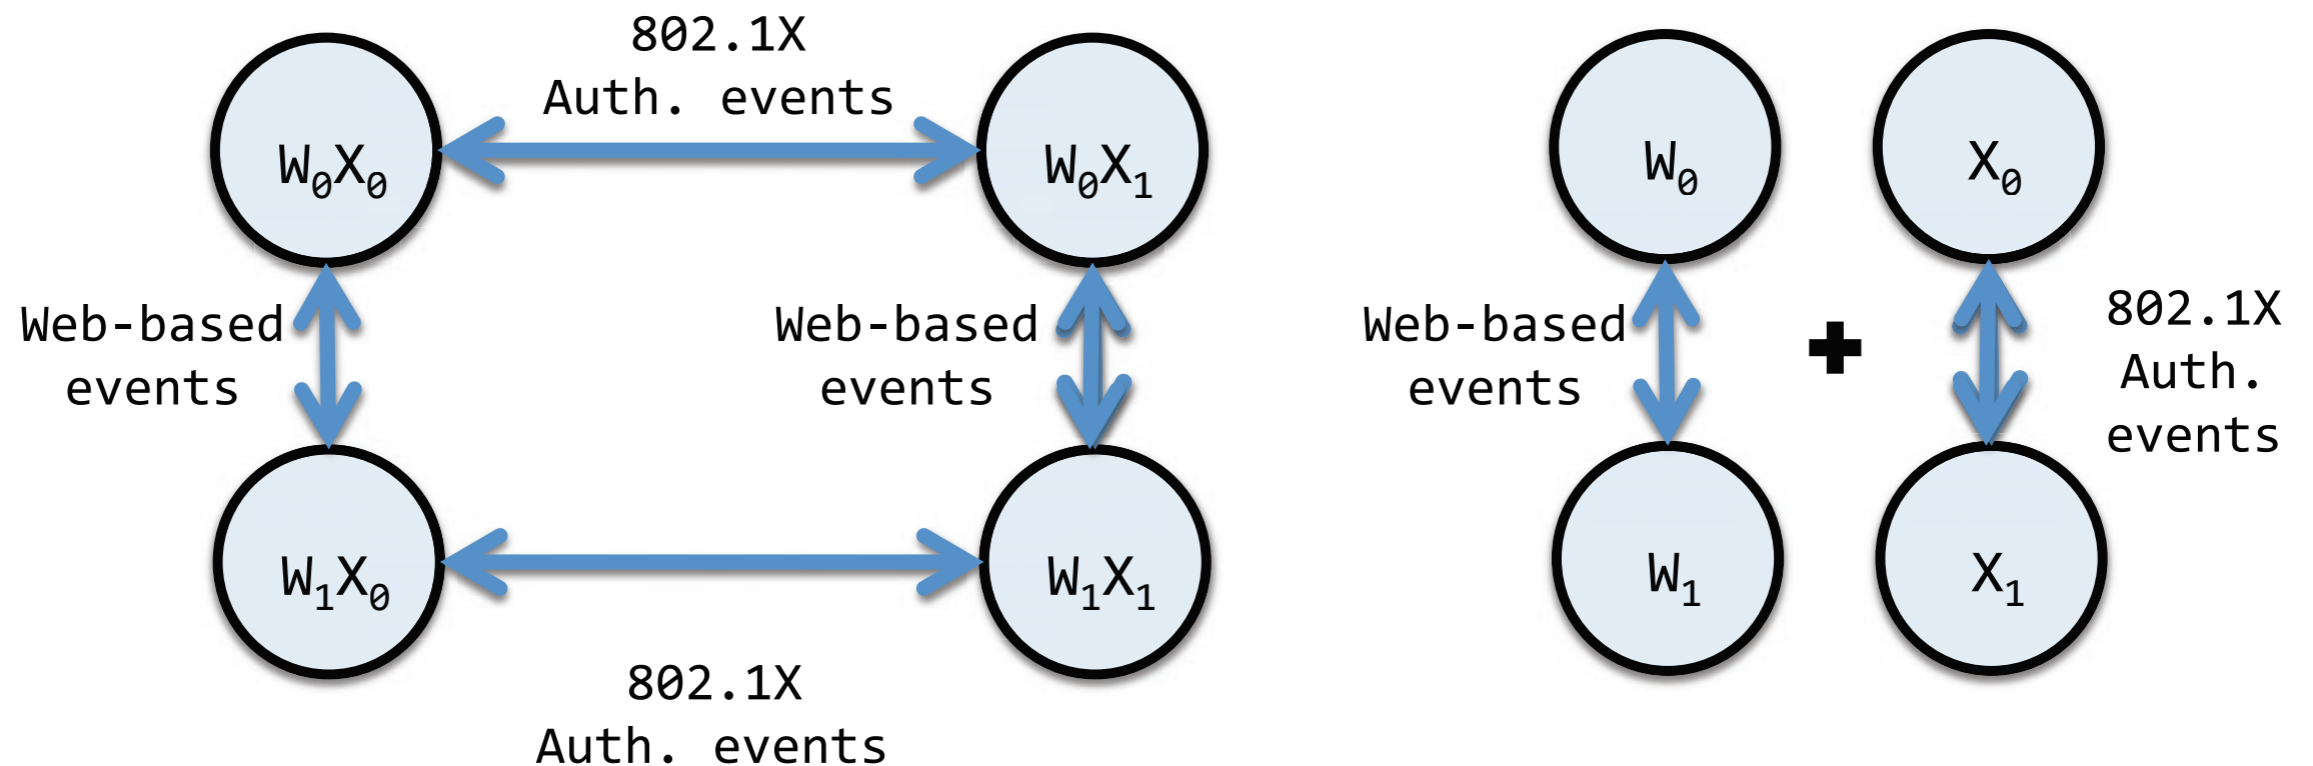 802.1X
Auth. events
W₀X₀
W₀X₁
Web-based
events
Web-based
events
W₁X₀
W₁X₁
802.1X
Auth. events
W₀
X₀
Web-based
events
+
802.1X
Auth.
events
W₁
X₁